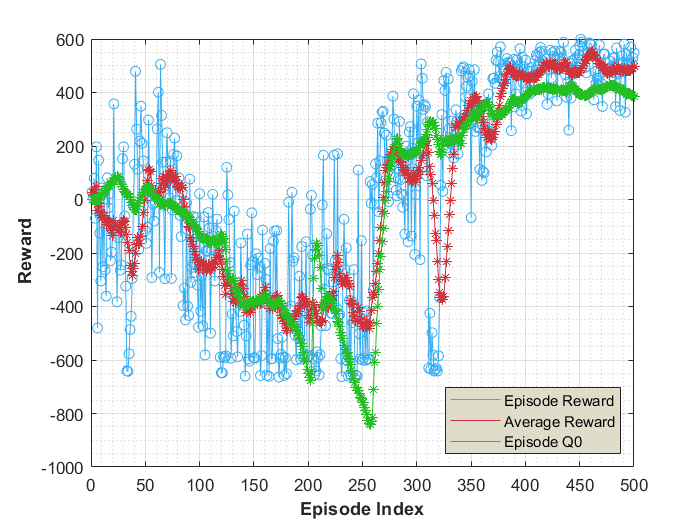 600
400
200
0
-200
-400
-600
-800
-1000
Reward
0 50 100 150 200 250 300 350 400 450 500
Episode Index
Episode Reward
Average Reward
Episode Q0